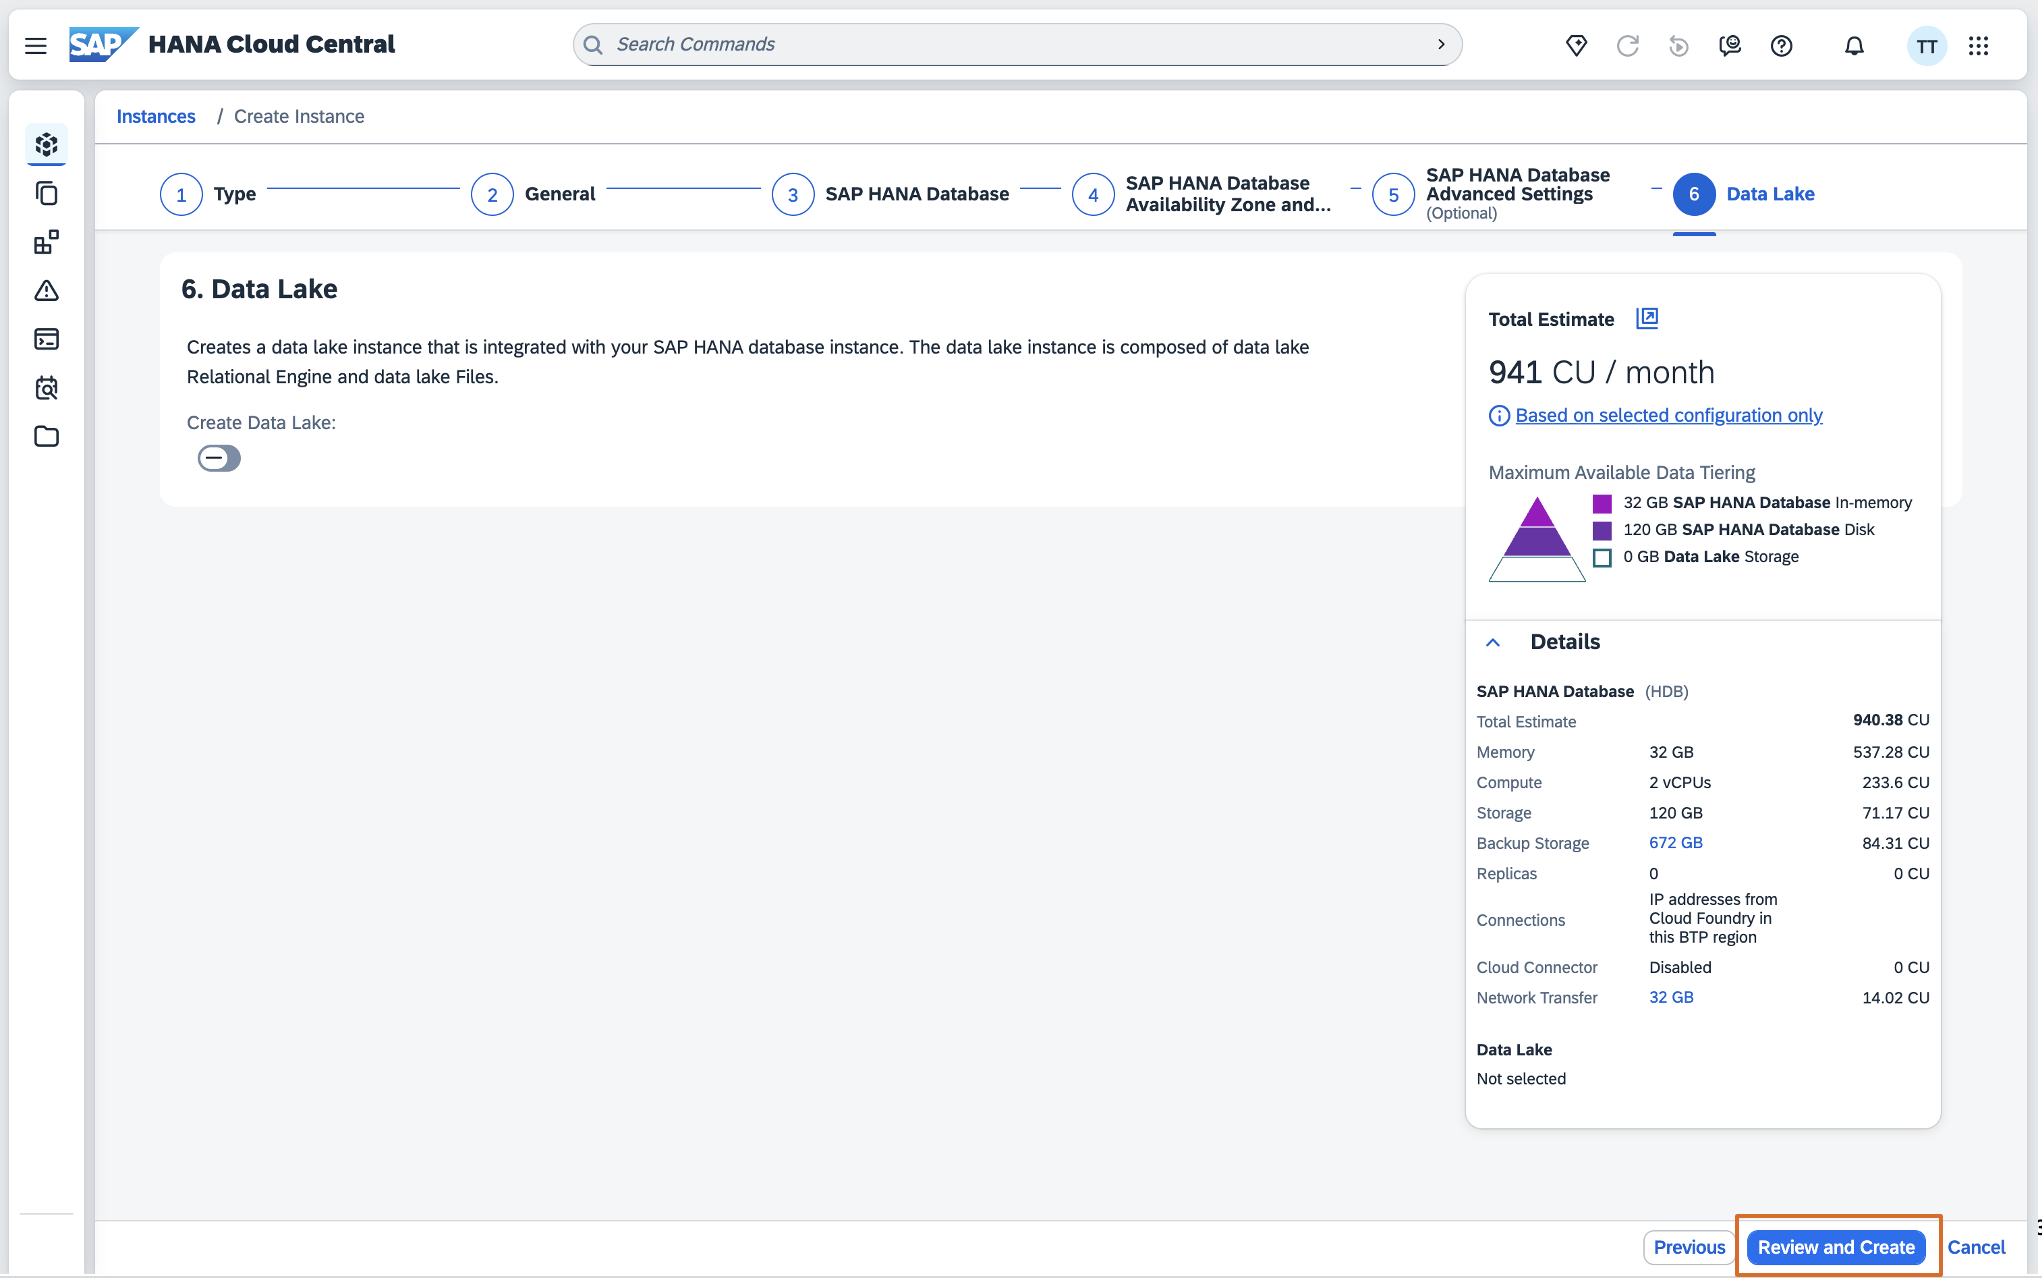 SAP HANA Cloud Central
Search Commands
TT
Instances / Create Instance
1 Type
2 General
3 SAP HANA Database
4 SAP HANA Database
Availability Zone and...
5 SAP HANA Database
Advanced Settings
(Optional)
6 Data Lake
6. Data Lake
Creates a data lake instance that is integrated with your SAP HANA database instance. The data lake instance is composed of data lake
Relational Engine and data lake Files.
Create Data Lake:
Total Estimate
941 CU / month
Based on selected configuration only
Maximum Available Data Tiering
32 GB SAP HANA Database In-memory
120 GB SAP HANA Database Disk
0 GB Data Lake Storage
Details
SAP HANA Database (HDB)
Total Estimate 940.38 CU
Memory 32 GB 537.28 CU
Compute 2 vCPUs 233.6 CU
Storage 120 GB 71.17 CU
Backup Storage 672 GB 84.31 CU
Replicas 0 0 CU
Connections IP addresses from
Cloud Foundry in
this BTP region
Cloud Connector Disabled 0 CU
Network Transfer 32 GB 14.02 CU
Data Lake
Not selected
Previous Review and Create Cancel